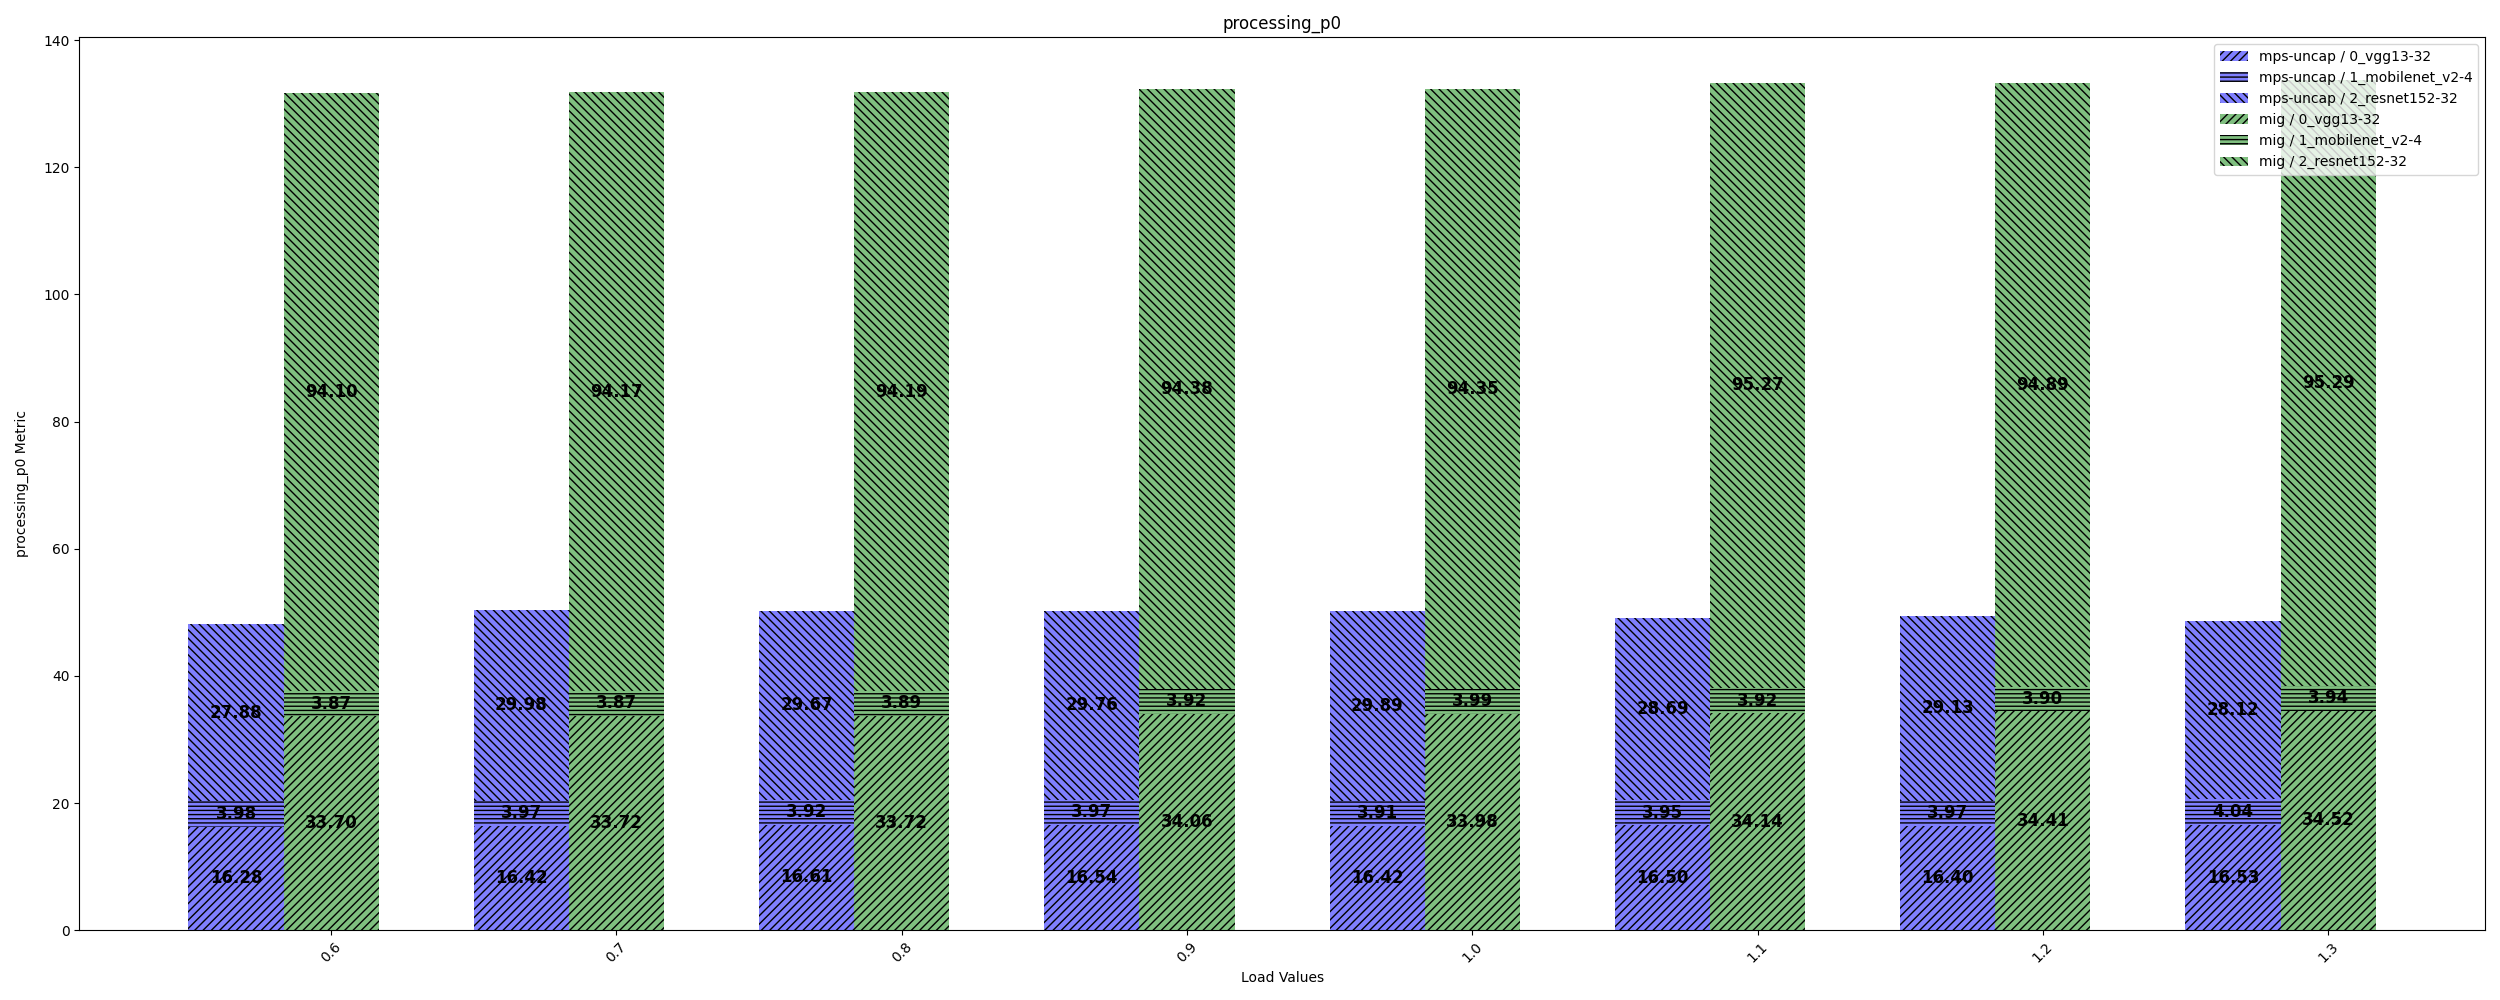 processing_p0
140
120
100
80
60
40
20
0
processing_p0 Metric
mps-uncap / 0_vgg13-32
mps-uncap / 1_mobilenet_v2-4
mps-uncap / 2_resnet152-32
mig / 0_vgg13-32
mig / 1_mobilenet_v2-4
mig / 2_resnet152-32
94.10 94.17 94.19 94.38 94.35 95.27 94.89 95.29
3.87 3.87 3.89 3.92 3.99 3.92 3.90 3.94
27.88 29.98 29.67 29.76 29.89 28.69 29.13 28.12
3.98 3.97 3.92 3.97 3.91 3.95 3.97 4.04
33.70 33.72 33.72 34.06 33.98 34.14 34.41 34.52
16.28 16.42 16.61 16.54 16.42 16.50 16.40 16.53
0.6 0.7 0.8 0.9 1.0 1.1 1.2 1.3
Load Values